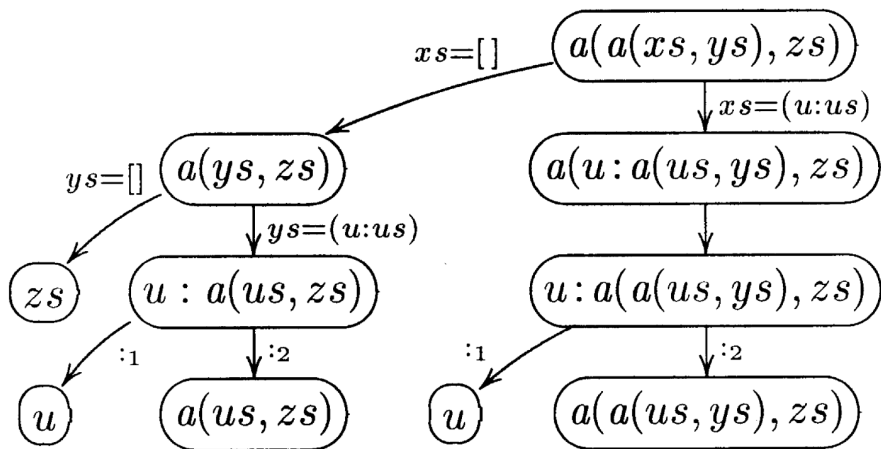 a(a(xs, ys), zs)
xs=[ ]
xs=(u:us)
a(ys, zs)
a(u:a(us, ys), zs)
ys=[]
ys=(u:us)
zs
u : a(us, zs)
u:a(a(us, ys), zs)
:1
:2
:1
:2
u
a(us, zs)
u
a(a(us, ys), zs)